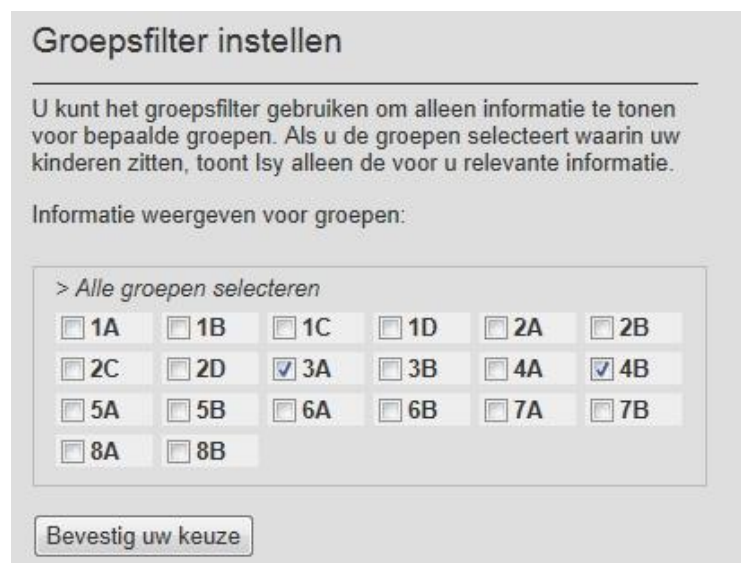 Groepsfilter instellen
U kunt het groepsfilter gebruiken om alleen informatie te tonen
voor bepaalde groepen. Als u de groepen selecteert waarin uw
kinderen zitten, toont Isy alleen de voor u relevante informatie.
Informatie weergeven voor groepen:
> Alle groepen selecteren
1A 1B 1C 1D 2A 2B
2C 2D 3A 3B 4A 4B
5A 5B 6A 6B 7A 7B
8A 8B
Bevestig uw keuze